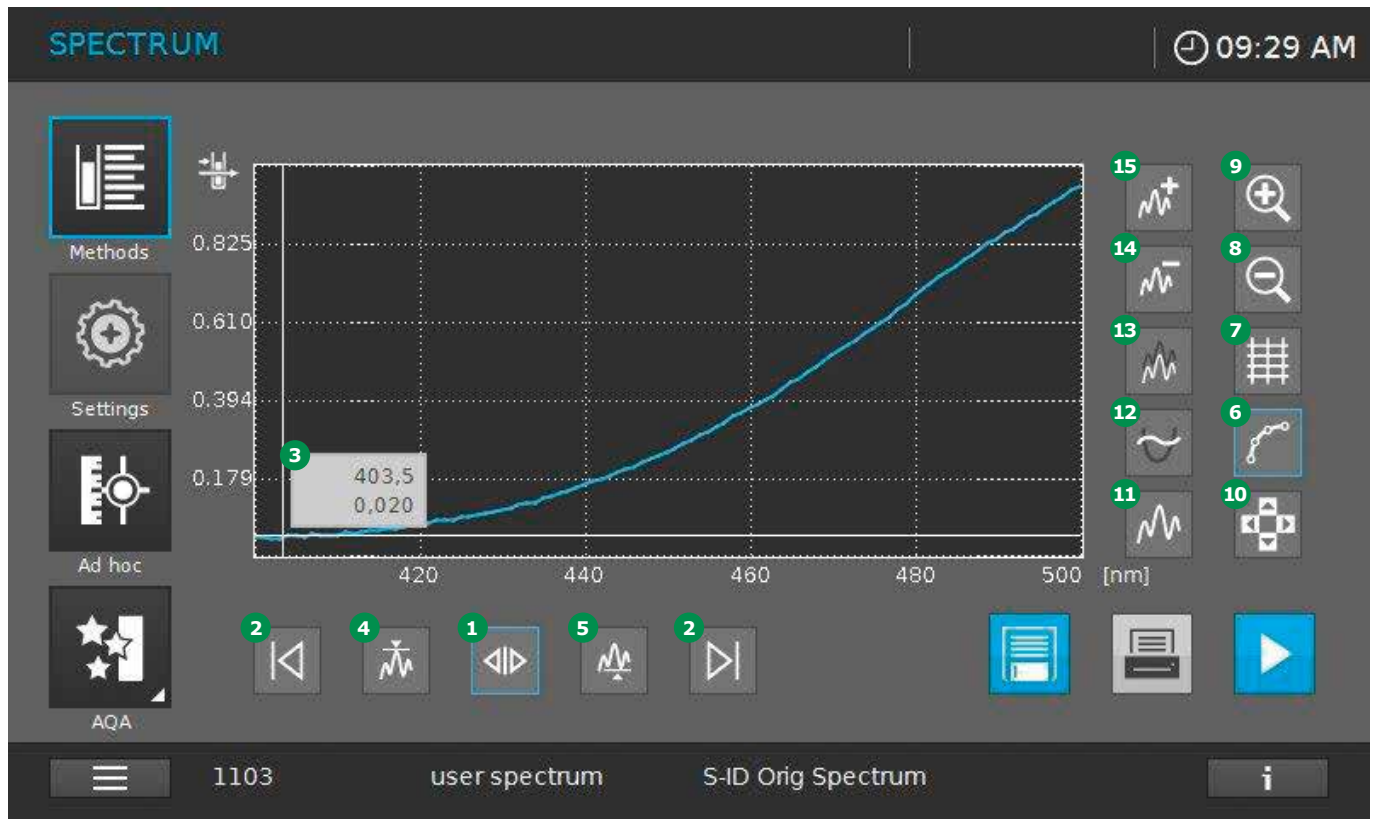 SPECTRUM
09:29 AM
Methods
Settings
Ad hoc
AQA
0.825
0.610
0.394
0.179
3
403,5
0,020
420 440 460 480 500 [nm]
15 9
14 8
13 7
12 6
11 10
2 4 1 5 2
1103 user spectrum S-ID Orig Spectrum i